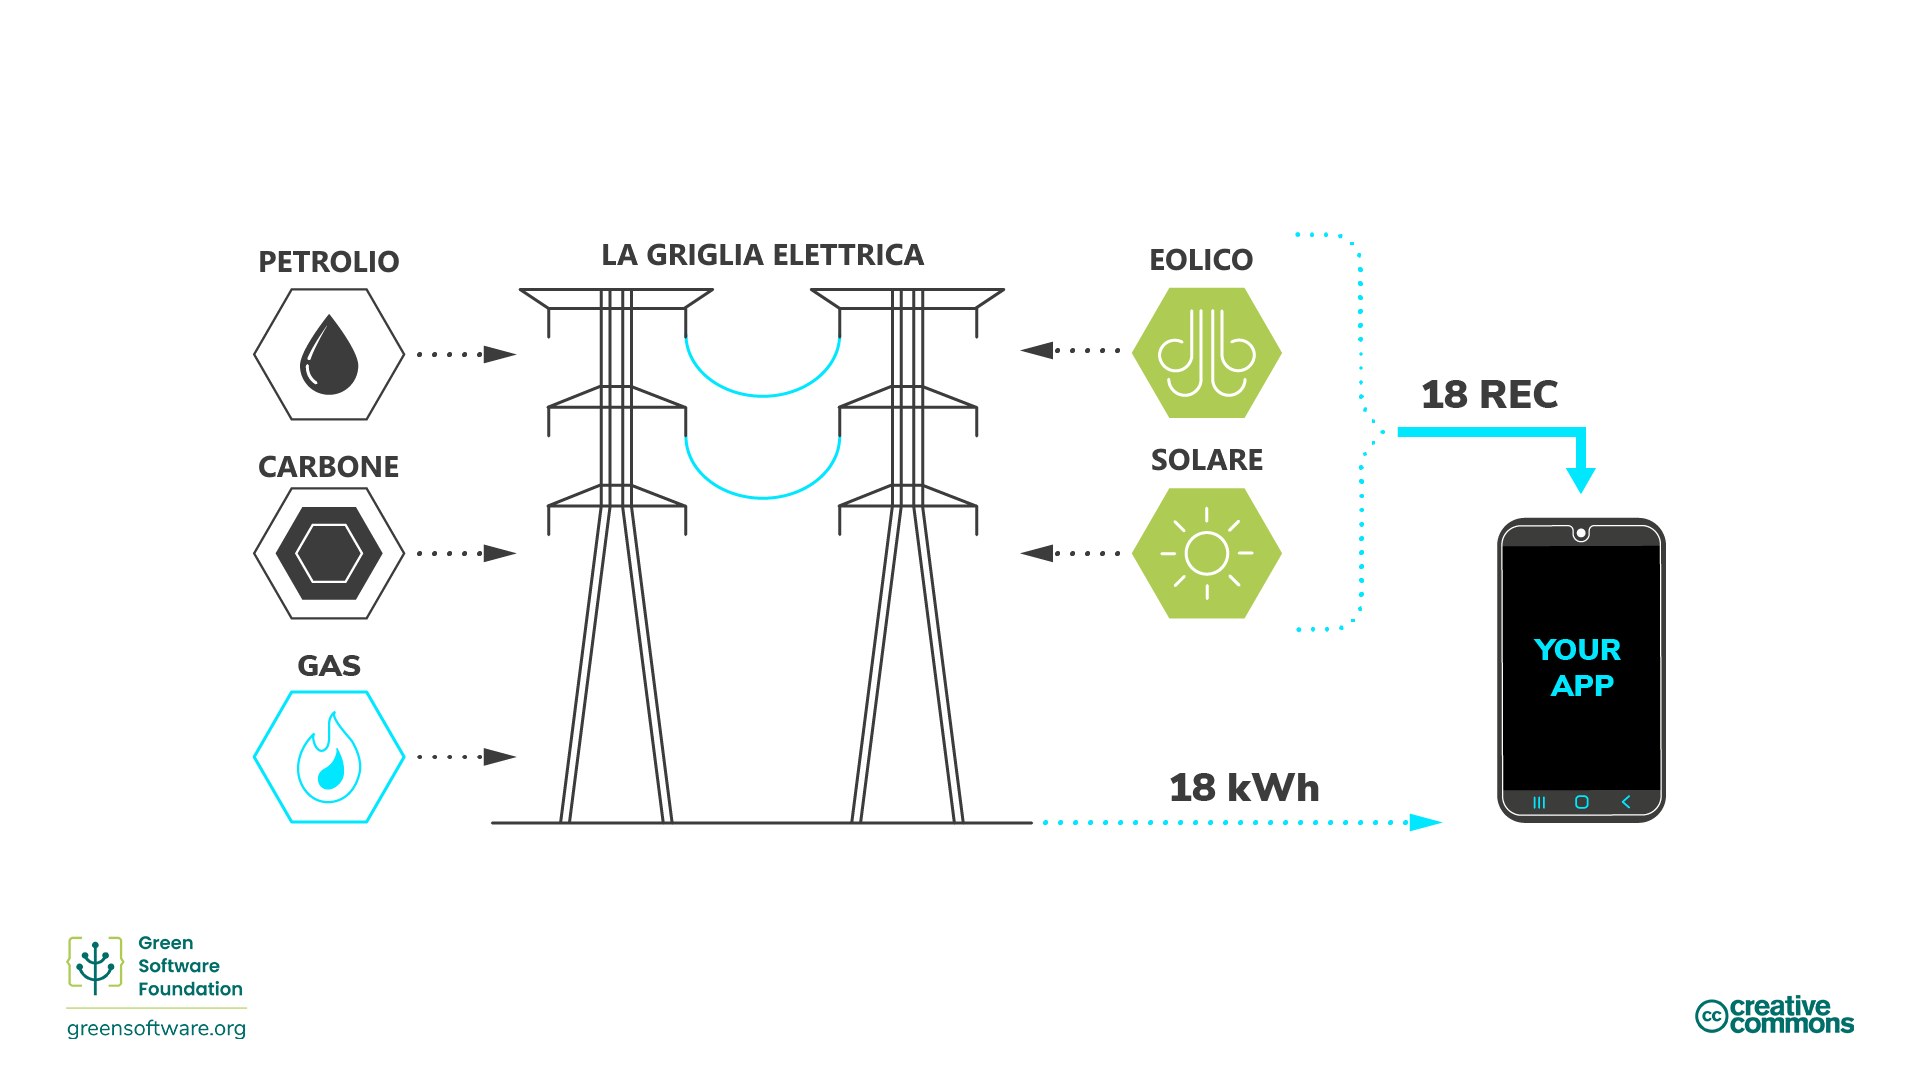 PETROLIO
LA GRIGLIA ELETTRICA
EOLICO
18 REC
CARBONE
SOLARE
GAS
YOUR
APP
18 kWh
Green
Software
Foundation
greensoftware.org
cc creative
commons